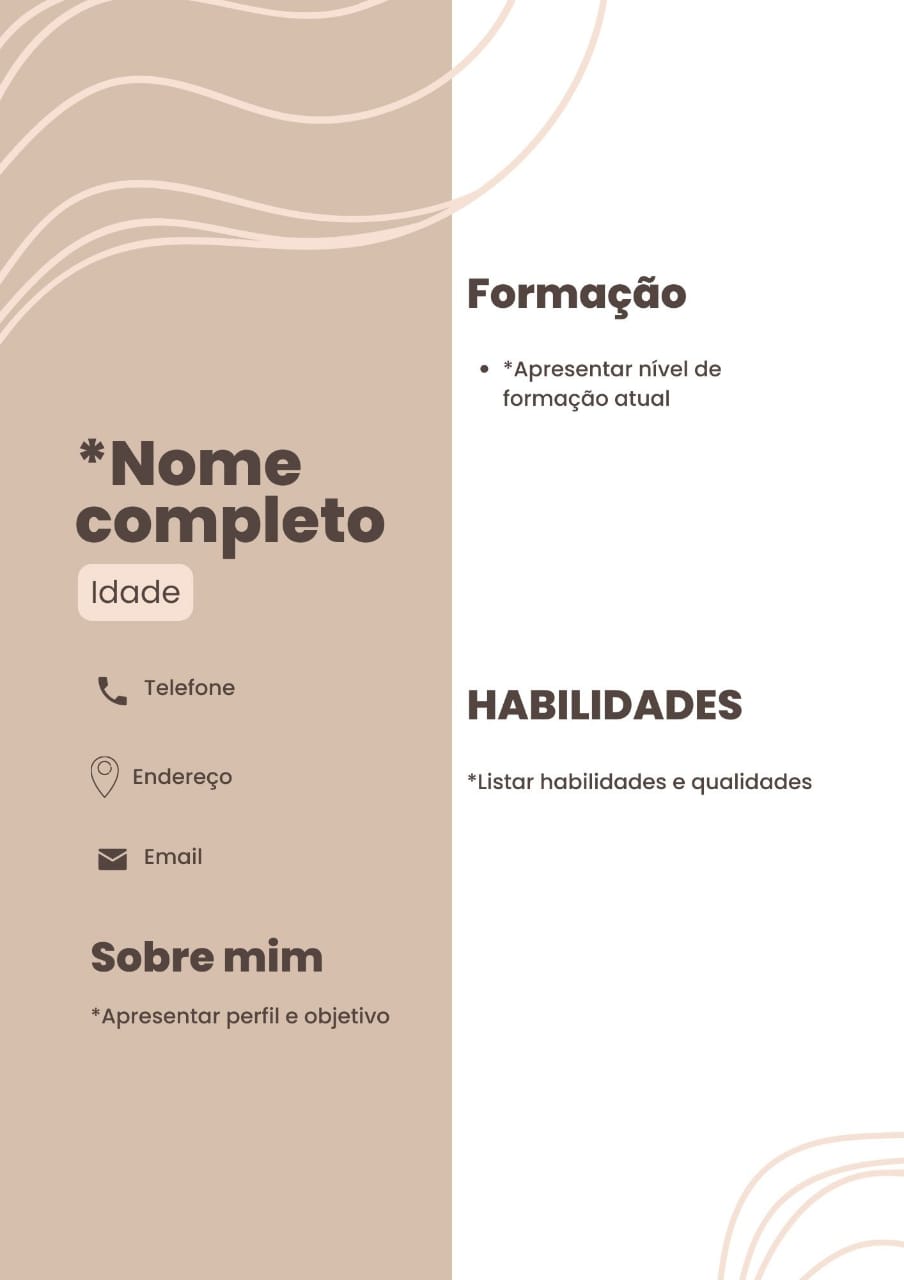 *Nome
completo
Idade
Telefone
Endereço
Email
Sobre mim
*Apresentar perfil e objetivo
Formação
• *Apresentar nível de
formação atual
HABILIDADES
*Listar habilidades e qualidades